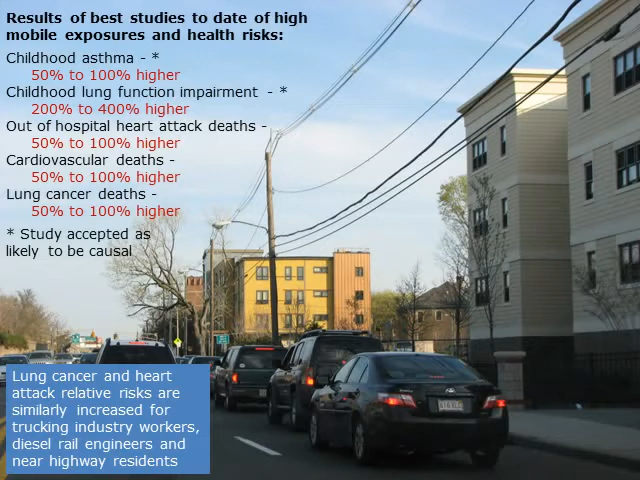 Results of best studies to date of high
mobile exposures and health risks:
Childhood asthma - *
50% to 100% higher
Childhood lung function impairment - *
200% to 400% higher
Out of hospital heart attack deaths -
50% to 100% higher
Cardiovascular deaths -
50% to 100% higher
Lung cancer deaths -
50% to 100% higher
* Study accepted as
likely to be causal
Lung cancer and heart
attack relative risks are
similarly increased for
trucking industry workers,
diesel rail engineers and
near highway residents